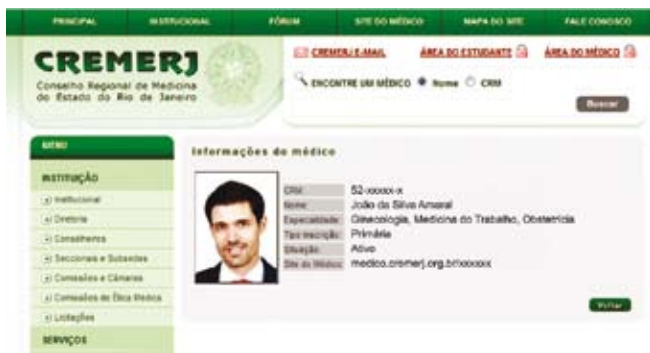 PRINCIPAL INSTITUCIONAL FÓRUM SITE DO MÉDICO MAPA DO SITE FALE CONOSCO
CREMERJ
Conselho Regional de Medicina
do Estado do Rio de Janeiro
CREMERJ E-MAIL ÁREA DO ESTUDANTE ÁREA DO MÉDICO
ENCONTRE UM MÉDICO Nome CRM
Buscar
MENU
INSTITUIÇÃO
Institucional
Diretoria
Conselheiros
Seccionais e Subsedes
Comissões e Câmaras
Comissões de Ética Médica
Licitações
SERVIÇOS
Informações do médico
CRM: 52-xxxxx-x
Nome: João da Silva Amaral
Especialidade: Ginecologia, Medicina do Trabalho, Obstetrícia
Tipo inscrição: Primária
Situação: Ativo
Site do Médico: medico.cremerj.org.br/xxxxxx
Voltar